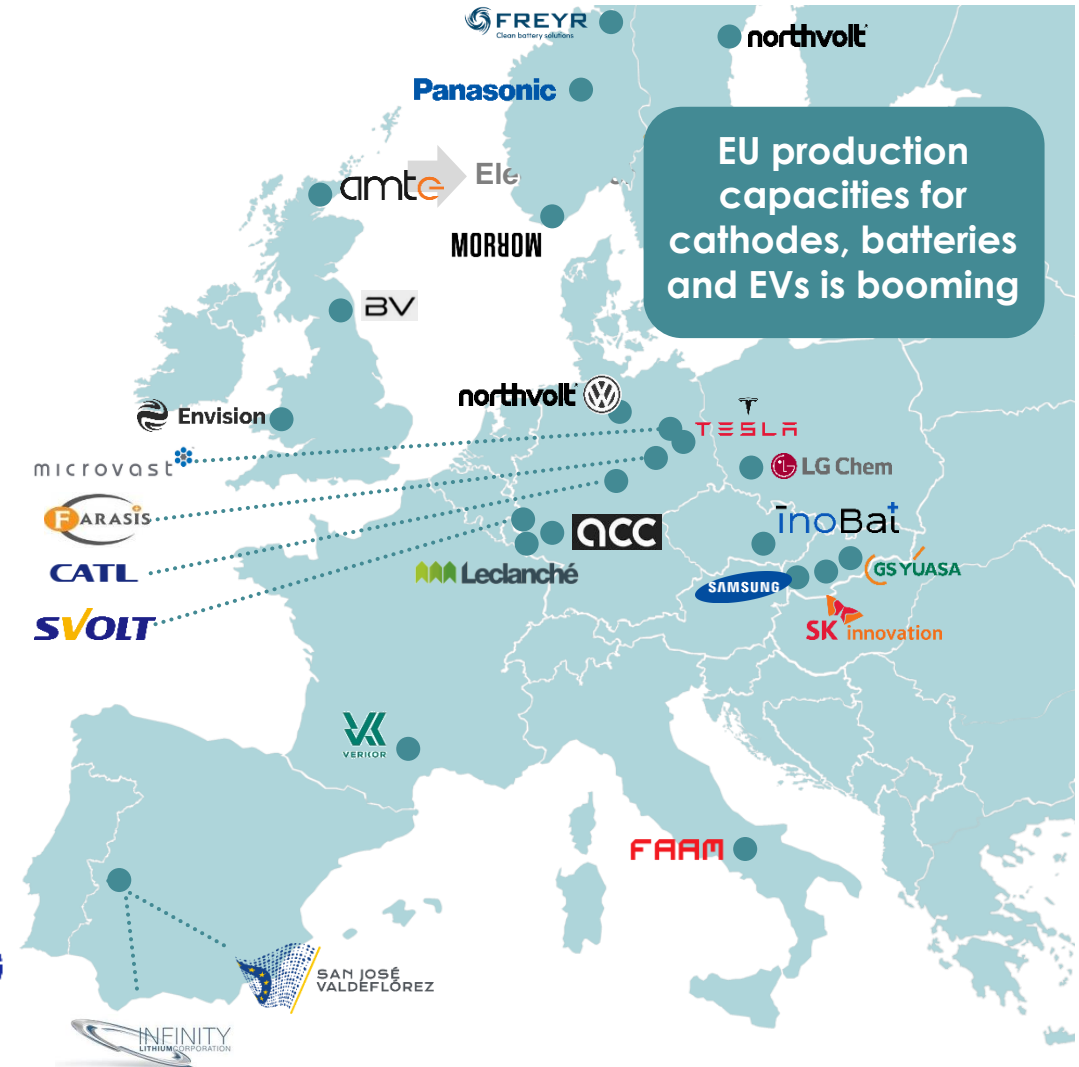 FREYR
Clean battery solutions
northvolt
Panasonic
EU production
capacities for
cathodes, batteries
and EVs is booming
amte
Ele
MORROW
BV
northvolt
Envision
TESLA
microvast
LG Chem
FARASIS
inoBat
acc
CATL
Leclanché
GS YUASA
SAMSUNG
SVOLT
SK innovation
VERKOR
FAAM
SAN JOSÉ
VALDEFLÓREZ
INFINITY
LITHIUM CORPORATION